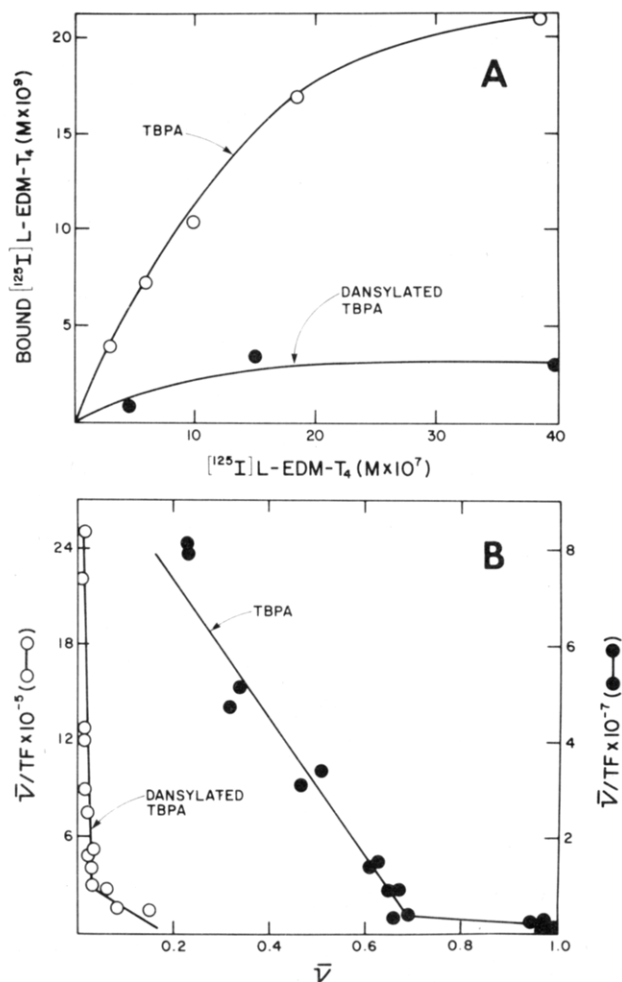 A
20
15
10
5
BOUND [¹²⁵I] L-EDM-T₄ (M×10⁹)
TBPA
DANSYLATED
TBPA
10 20 30 40
[¹²⁵I] L-EDM-T₄ (M×10⁷)
B
24
18
12
6
ν̄/TF×10⁻⁵ (○—○)
TBPA
DANSYLATED
TBPA
8
6
4
2
ν̄/TF×10⁻⁷ (●—●)
0.2 0.4 0.6 0.8 1.0
ν̄